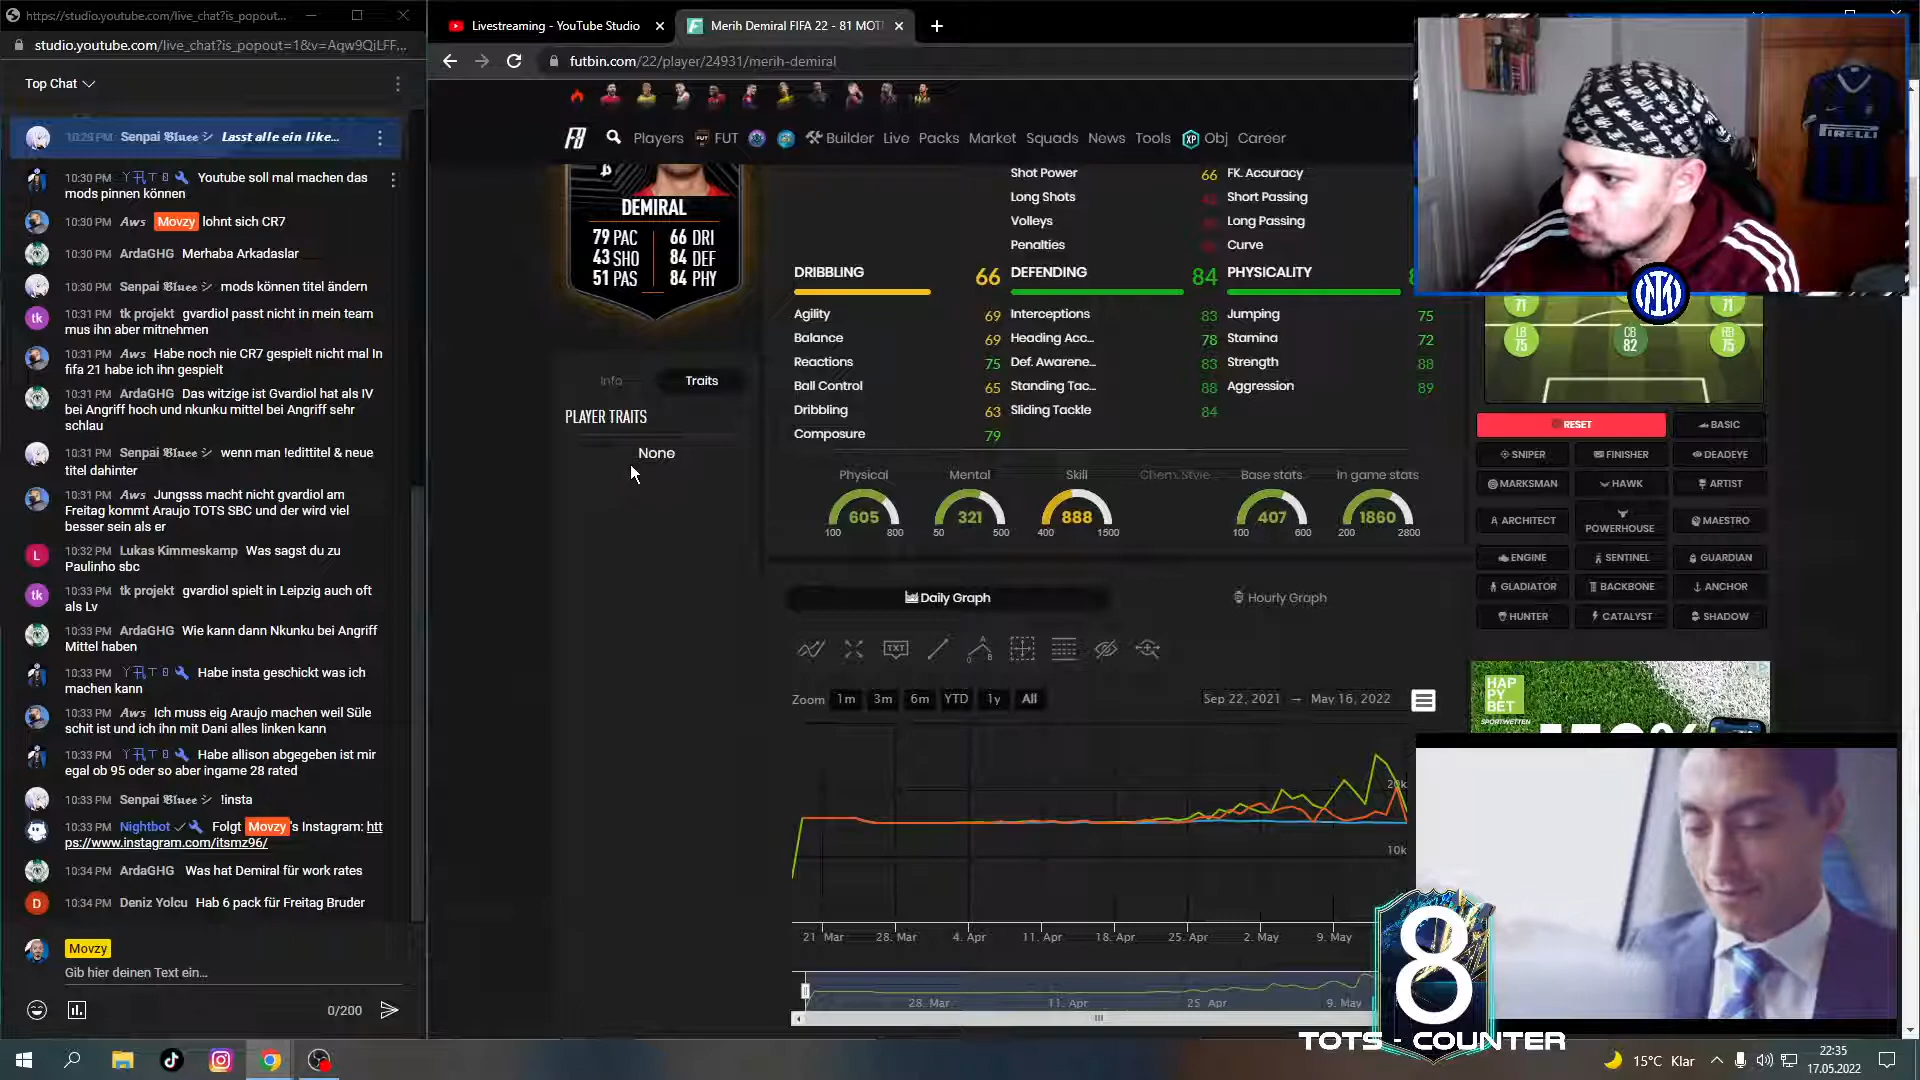 https://studio.youtube.com/live_chat?is_popout...
studio.youtube.com/live_chat?is_popout=1&v=Aqw9QiLFF...
Top Chat
Senpai 𝕭𝖑𝖚𝖊𝖊 シ Lasst alle ein like...
10:30 PM Youtube soll mal machen das
mods pinnen können
10:30 PM Aws Movzy lohnt sich CR7
10:30 PM ArdaGHG Merhaba Arkadaslar
10:30 PM Senpai 𝕭𝖑𝖚𝖊𝖊 シ mods können titel ändern
10:31 PM tk projekt gvardiol passt nicht in mein team
mus ihn aber mitnehmen
10:31 PM Aws Habe noch nie CR7 gespielt nicht mal In
fifa 21 habe ich ihn gespielt
10:31 PM ArdaGHG Das witzige ist Gvardiol hat als IV
bei Angriff hoch und nkunku mittel bei Angriff sehr
schlau
10:31 PM Senpai 𝕭𝖑𝖚𝖊𝖊 シ wenn man !edittitel & neue
titel dahinter
10:31 PM Aws Jungsss macht nicht gvardiol am
Freitag kommt Araujo TOTS SBC und der wird viel
besser sein als er
10:32 PM Lukas Kimmeskamp Was sagst du zu
Paulinho sbc
10:33 PM tk projekt gvardiol spielt in Leipzig auch oft
als Lv
10:33 PM ArdaGHG Wie kann dann Nkunku bei Angriff
Mittel haben
10:33 PM Habe insta geschickt was ich
machen kann
10:33 PM Aws Ich muss eig Araujo machen weil Süle
schit ist und ich ihn mit Dani alles linken kann
10:33 PM Habe allison abgegeben ist mir
egal ob 95 oder so aber ingame 28 rated
10:33 PM Senpai 𝕭𝖑𝖚𝖊𝖊 シ !insta
10:33 PM Nightbot Folgt Movzy's Instagram: htt
ps://www.instagram.com/itsmz96/
10:34 PM ArdaGHG Was hat Demiral für work rates
10:34 PM Deniz Yolcu Hab 6 pack für Freitag Bruder
Movzy
Gib hier deinen Text ein...
0/200
Livestreaming - YouTube Studio
Merih Demiral FIFA 22 - 81 MOT
futbin.com/22/player/24931/merih-demiral
Players FUT Builder Live Packs Market Squads News Tools XP Obj Career
DEMIRAL
79 PAC 66 DRI
43 SHO 84 DEF
51 PAS 84 PHY
Info Traits
PLAYER TRAITS
None
Shot Power 66 FK. Accuracy
Long Shots Short Passing
Volleys Long Passing
Penalties Curve
DRIBBLING 66 DEFENDING 84 PHYSICALITY
Agility 69 Interceptions 83 Jumping 75
Balance 69 Heading Acc... 78 Stamina 72
Reactions 75 Def. Awarene... 83 Strength 88
Ball Control 65 Standing Tac... 88 Aggression 89
Dribbling 63 Sliding Tackle 84
Composure 79
Physical Mental Skill Chem. Style Base stats In game stats
605 321 888 407 1860
100 800 50 500 400 1500 100 600 200 2800
Daily Graph Hourly Graph
TXT
Zoom 1m 3m 6m YTD 1y All Sep 22, 2021 → May 16, 2022
20k
10k
21 Mar 28. Mar 4. Apr 11. Apr 18. Apr 25. Apr 2. May 9. May
28. Mar 11. Apr 25 Apr 9. May
PIRELLI
71 71
LB 75 CB 82 RB 75
RESET BASIC
SNIPER FINISHER DEADEYE
MARKSMAN HAWK ARTIST
ARCHITECT POWERHOUSE MAESTRO
ENGINE SENTINEL GUARDIAN
GLADIATOR BACKBONE ANCHOR
HUNTER CATALYST SHADOW
HAP
PY
BET
SPORTWETTEN
8
TOTS - COUNTER
15°C Klar
22:35
17.05.2022